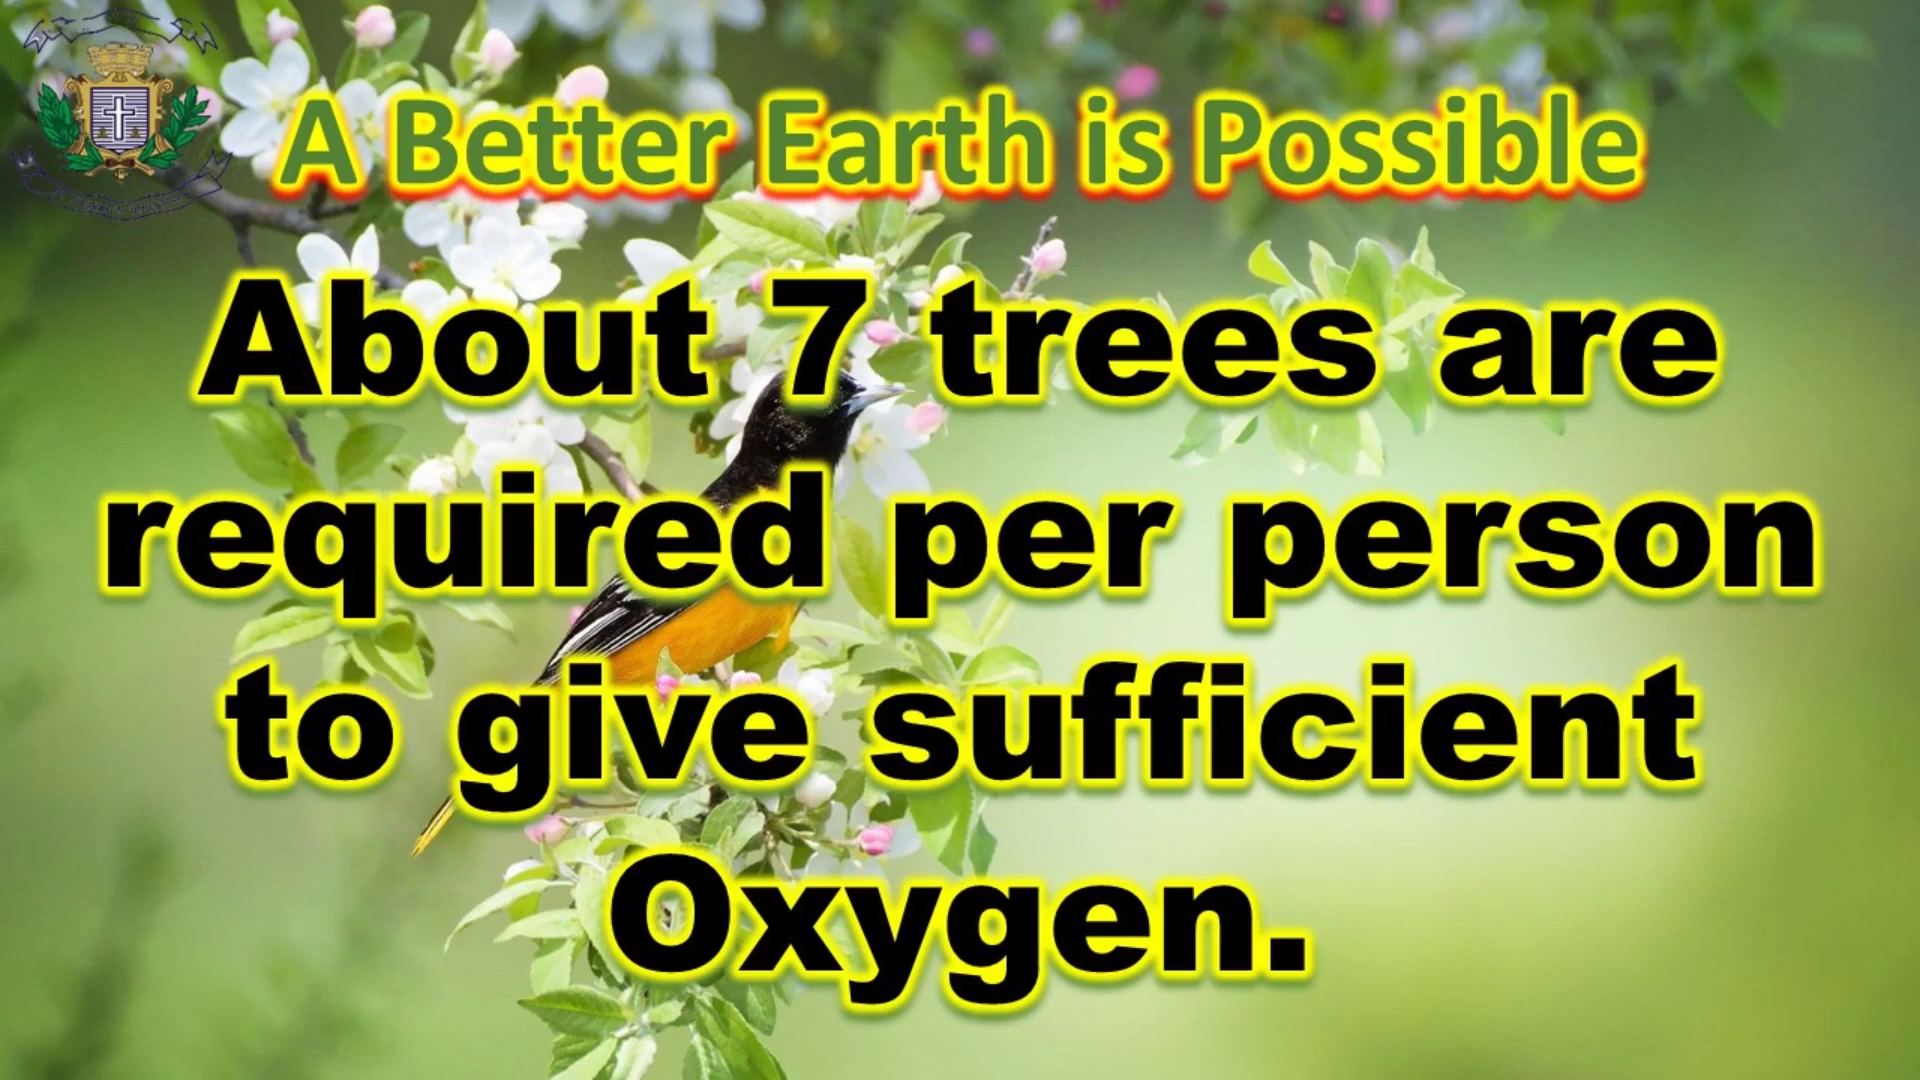 A Better Earth is Possible
About 7 trees are
required per person
to give sufficient
Oxygen.